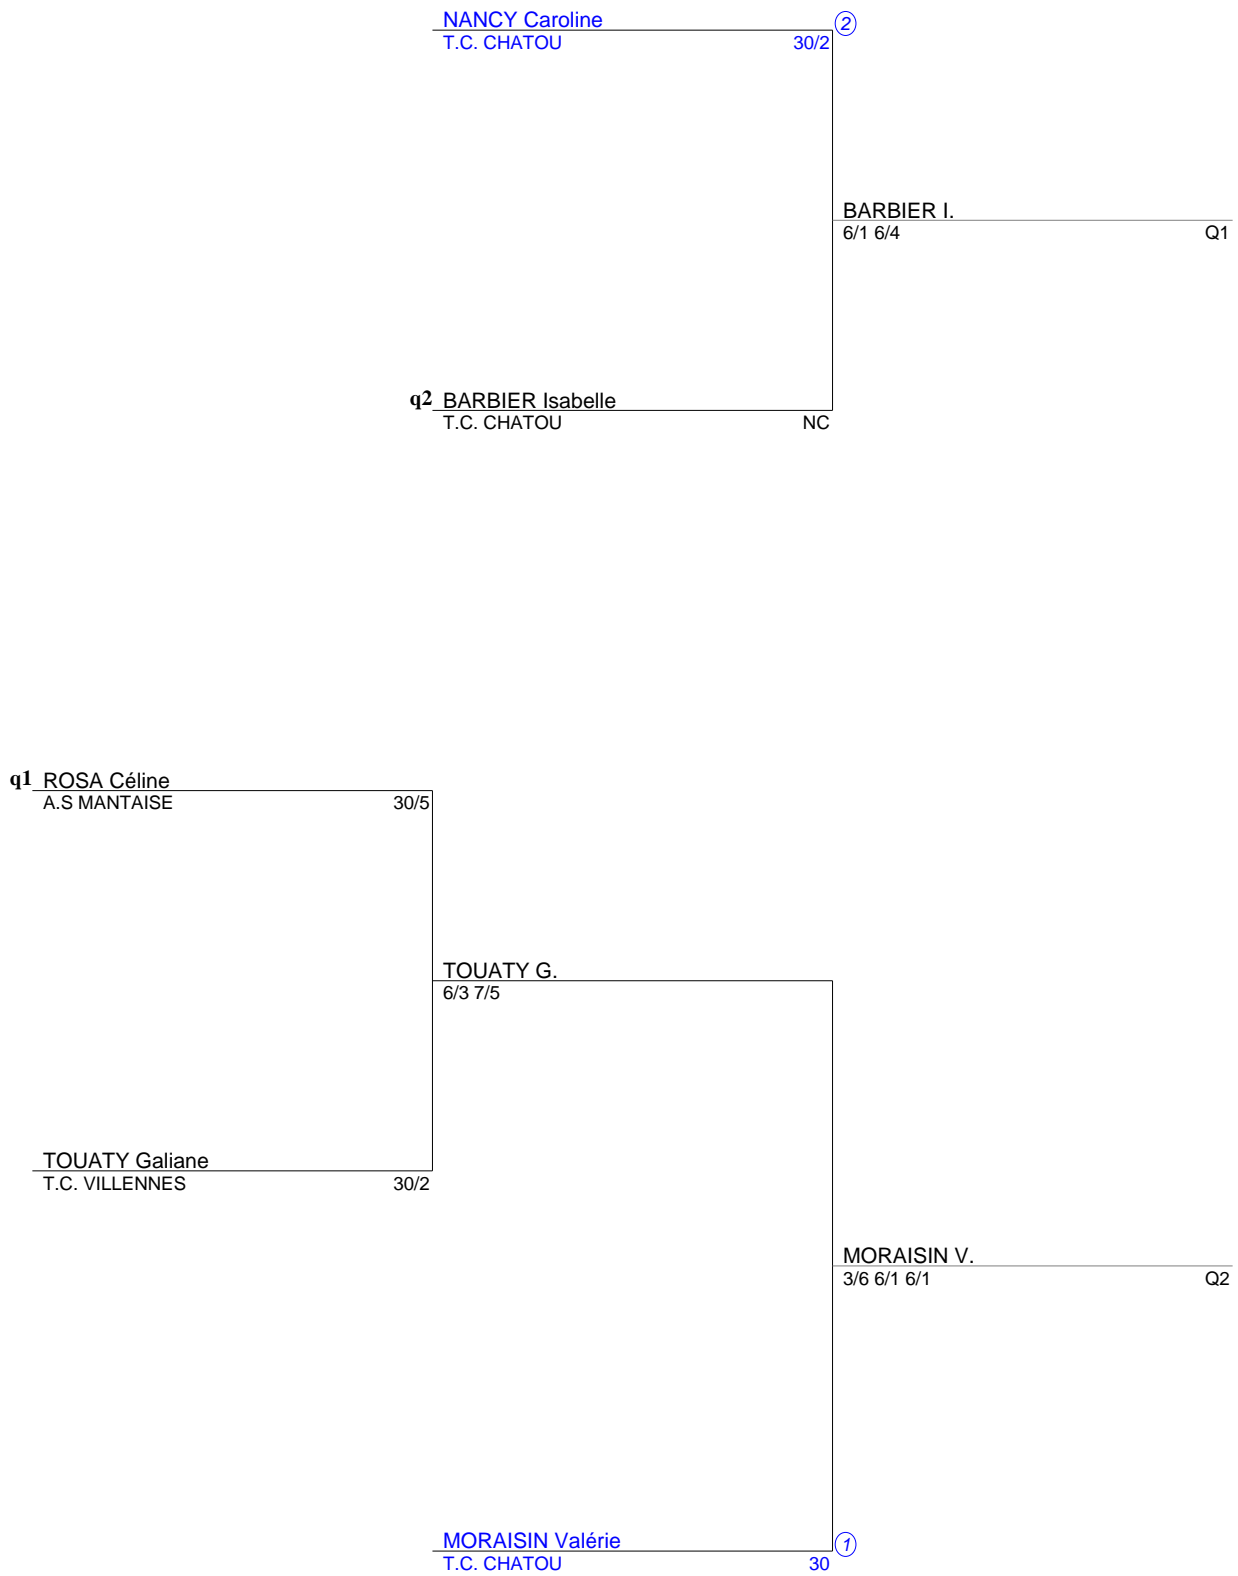 NANCY Caroline 2
T.C. CHATOU 30/2
BARBIER I.
6/1 6/4 Q1
q2 BARBIER Isabelle
T.C. CHATOU NC
q1 ROSA Céline
A.S MANTAISE 30/5
TOUATY G.
6/3 7/5
TOUATY Galiane
T.C. VILLENNES 30/2
MORAISIN V.
3/6 6/1 6/1 Q2
MORAISIN Valérie 1
T.C. CHATOU 30